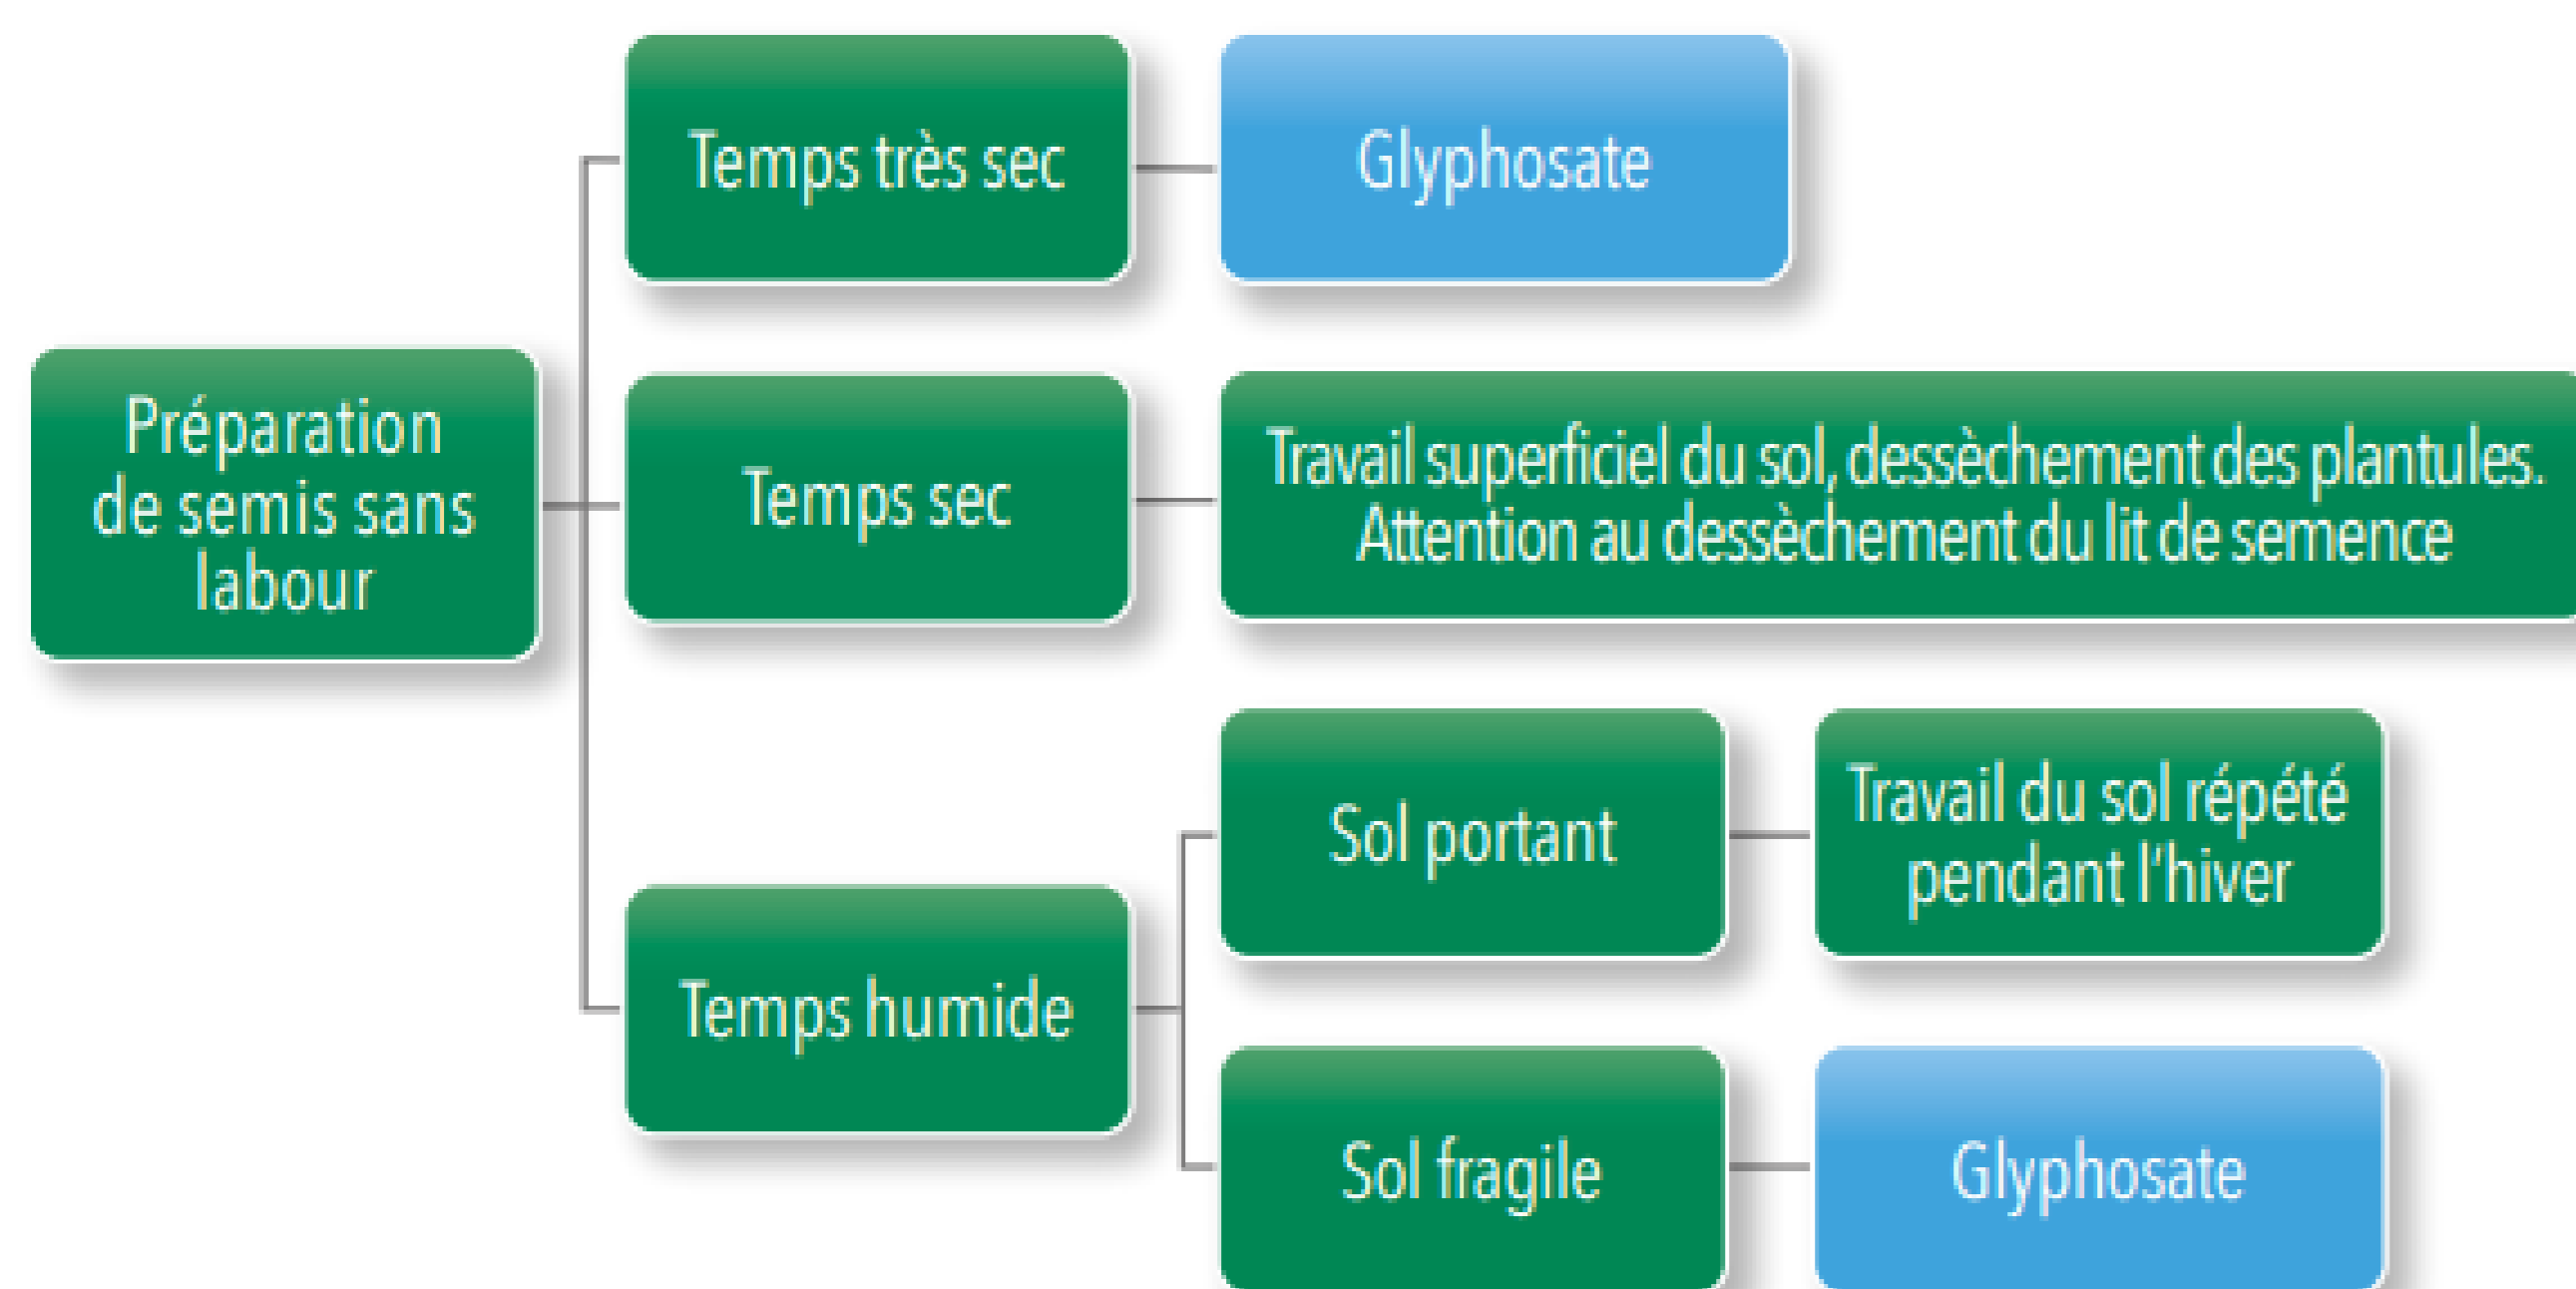 Temps très sec
Glyphosate
Préparation
de semis sans
labour
Temps sec
Travail superficiel du sol, dessèchement des plantules.
Attention au dessèchement du lit de semence
Temps humide
Sol portant
Travail du sol répété
pendant l'hiver
Sol fragile
Glyphosate